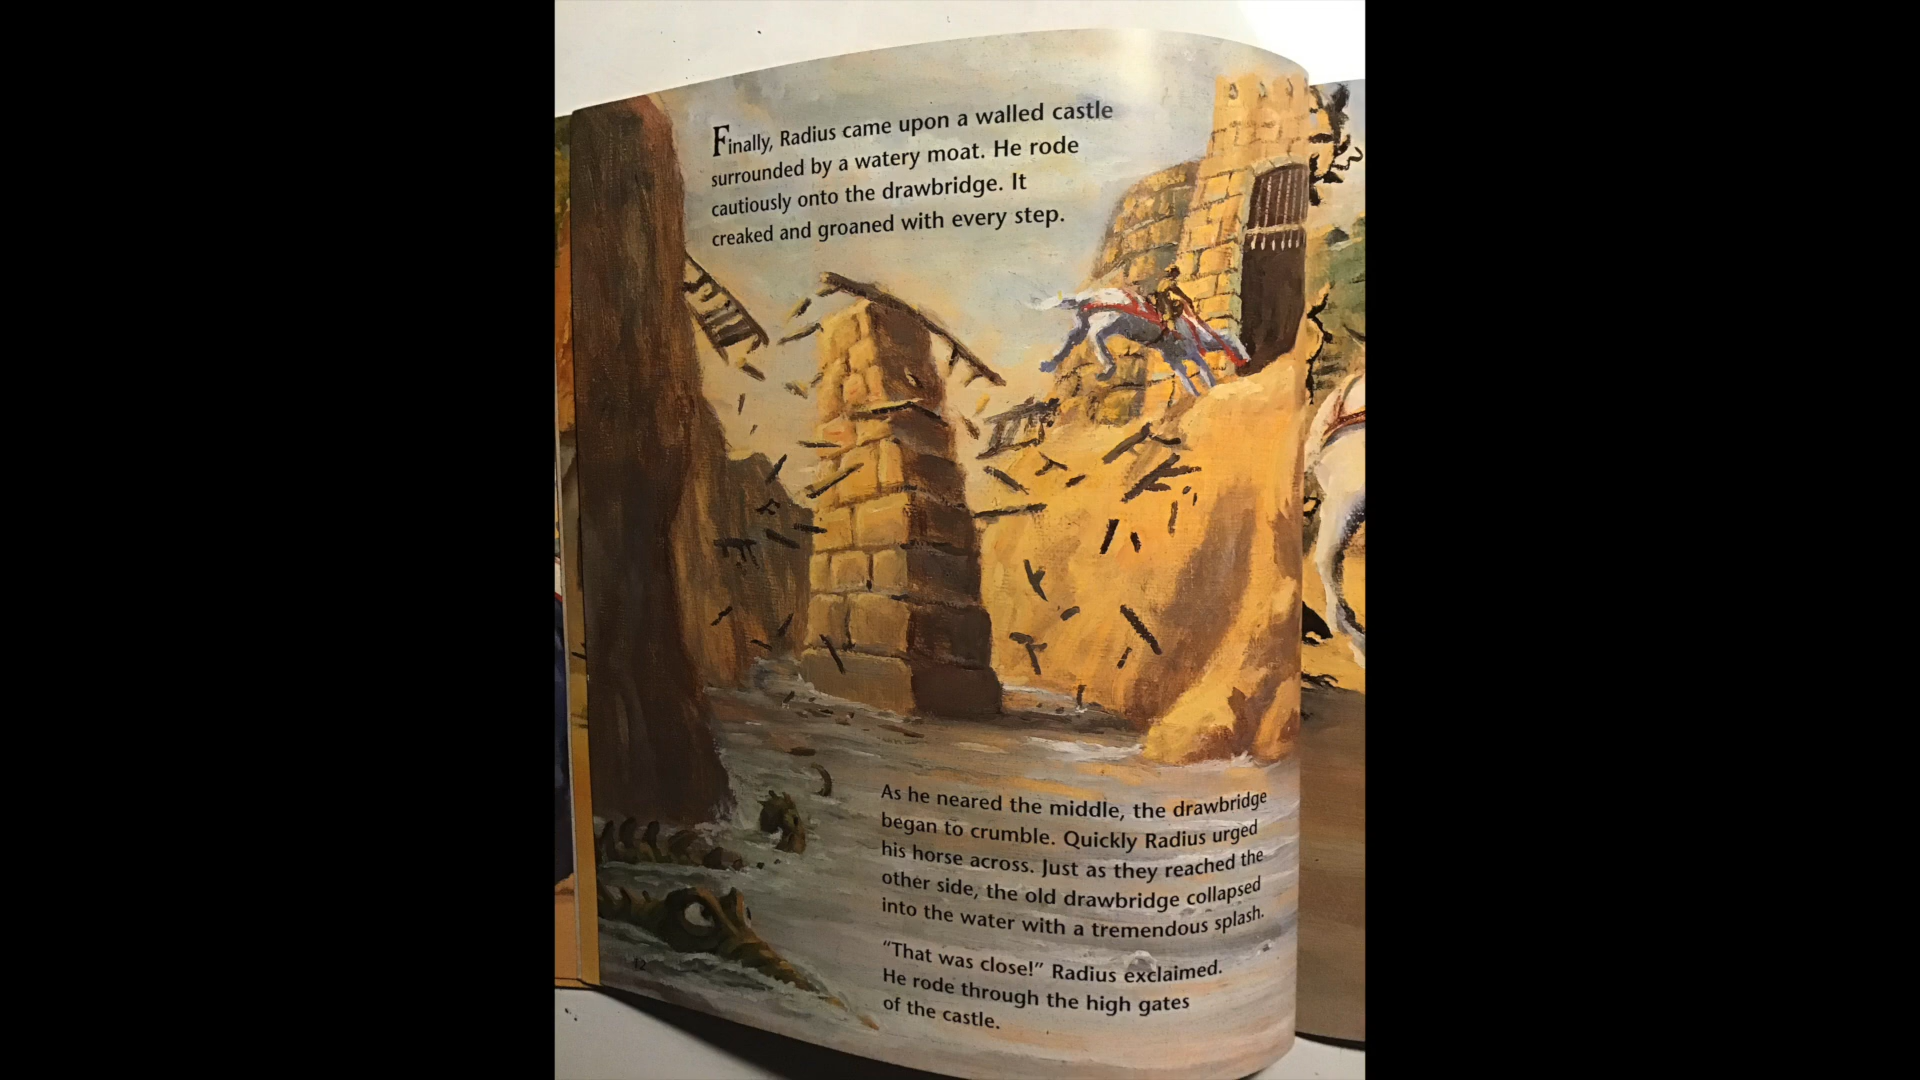 Finally, Radius came upon a walled castle
surrounded by a watery moat. He rode
cautiously onto the drawbridge. It
creaked and groaned with every step.
As he neared the middle, the drawbridge
began to crumble. Quickly Radius urged
his horse across. Just as they reached the
other side, the old drawbridge collapsed
into the water with a tremendous splash.
“That was close!” Radius exclaimed.
He rode through the high gates
of the castle.
12